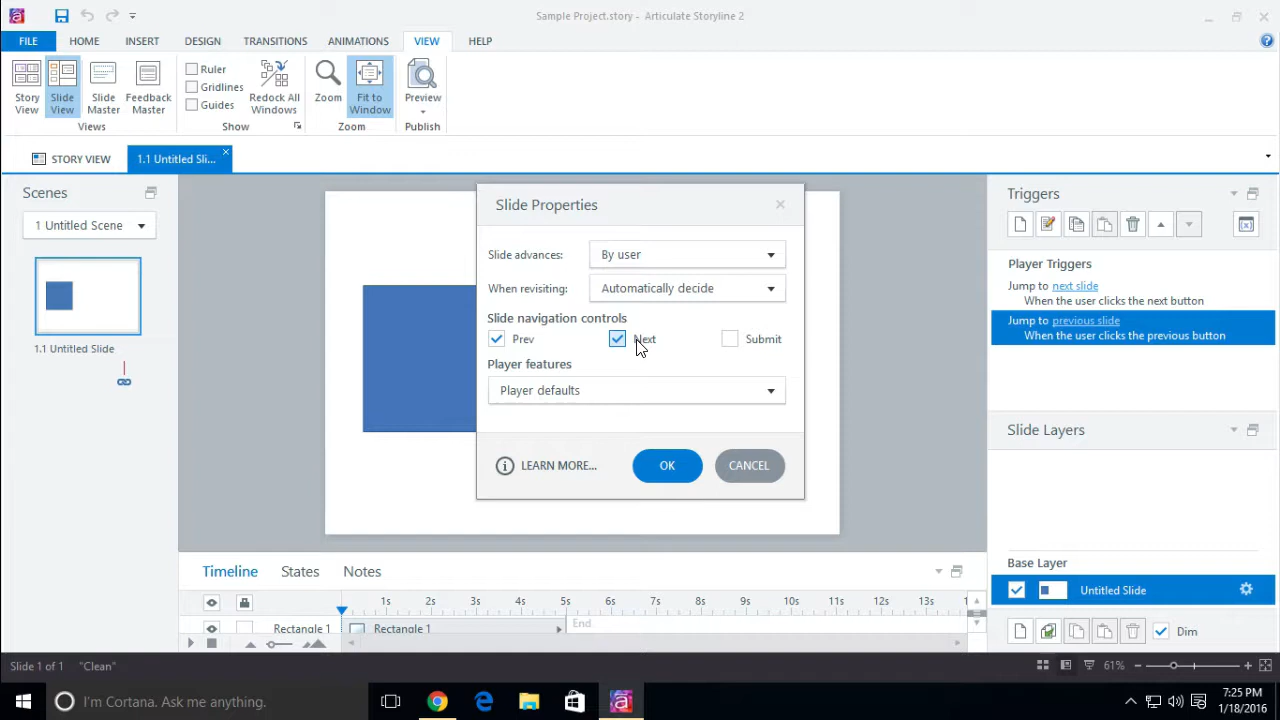 Sample Project.story - Articulate Storyline 2
FILE HOME INSERT DESIGN TRANSITIONS ANIMATIONS VIEW HELP
Story View
Slide View
Slide Master
Feedback Master
Views
Ruler
Gridlines
Guides
Redock All Windows
Show
Zoom
Fit to Window
Zoom
Preview
Publish
STORY VIEW
1.1 Untitled Sli...
Scenes
1 Untitled Scene
1.1 Untitled Slide
Slide Properties
Slide advances: By user
When revisiting: Automatically decide
Slide navigation controls
Prev Next Submit
Player features
Player defaults
LEARN MORE...
OK
CANCEL
Triggers
Player Triggers
Jump to next slide
When the user clicks the next button
Jump to previous slide
When the user clicks the previous button
Slide Layers
Base Layer
Untitled Slide
Dim
Timeline States Notes
1s 2s 3s 4s 5s 6s 7s 8s 9s 10s 11s 12s 13s
Rectangle 1
Rectangle 1
End
Slide 1 of 1 "Clean"
61%
I'm Cortana. Ask me anything.
7:25 PM
1/18/2016